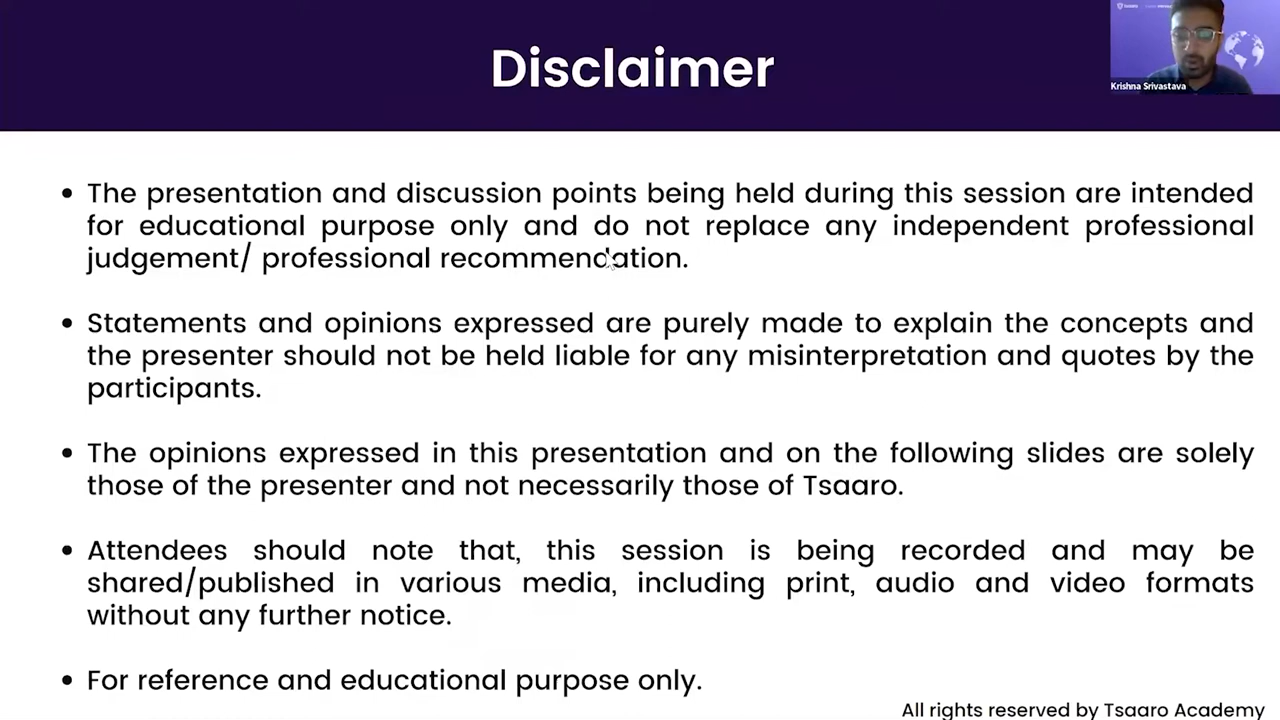 Disclaimer
Krishna Srivastava
• The presentation and discussion points being held during this session are intended
for educational purpose only and do not replace any independent professional
judgement/ professional recommendation.
• Statements and opinions expressed are purely made to explain the concepts and
the presenter should not be held liable for any misinterpretation and quotes by the
participants.
• The opinions expressed in this presentation and on the following slides are solely
those of the presenter and not necessarily those of Tsaaro.
• Attendees should note that, this session is being recorded and may be
shared/published in various media, including print, audio and video formats
without any further notice.
• For reference and educational purpose only.
All rights reserved by Tsaaro Academy